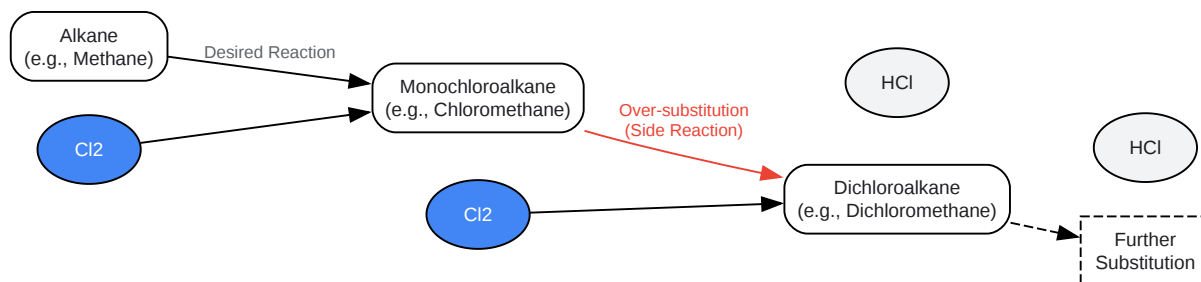 Alkane
(e.g., Methane)
Desired Reaction
Cl2
Monochloroalkane
(e.g., Chloromethane)
Over-substitution
(Side Reaction)
HCl
Cl2
Dichloroalkane
(e.g., Dichloromethane)
HCl
Further
Substitution